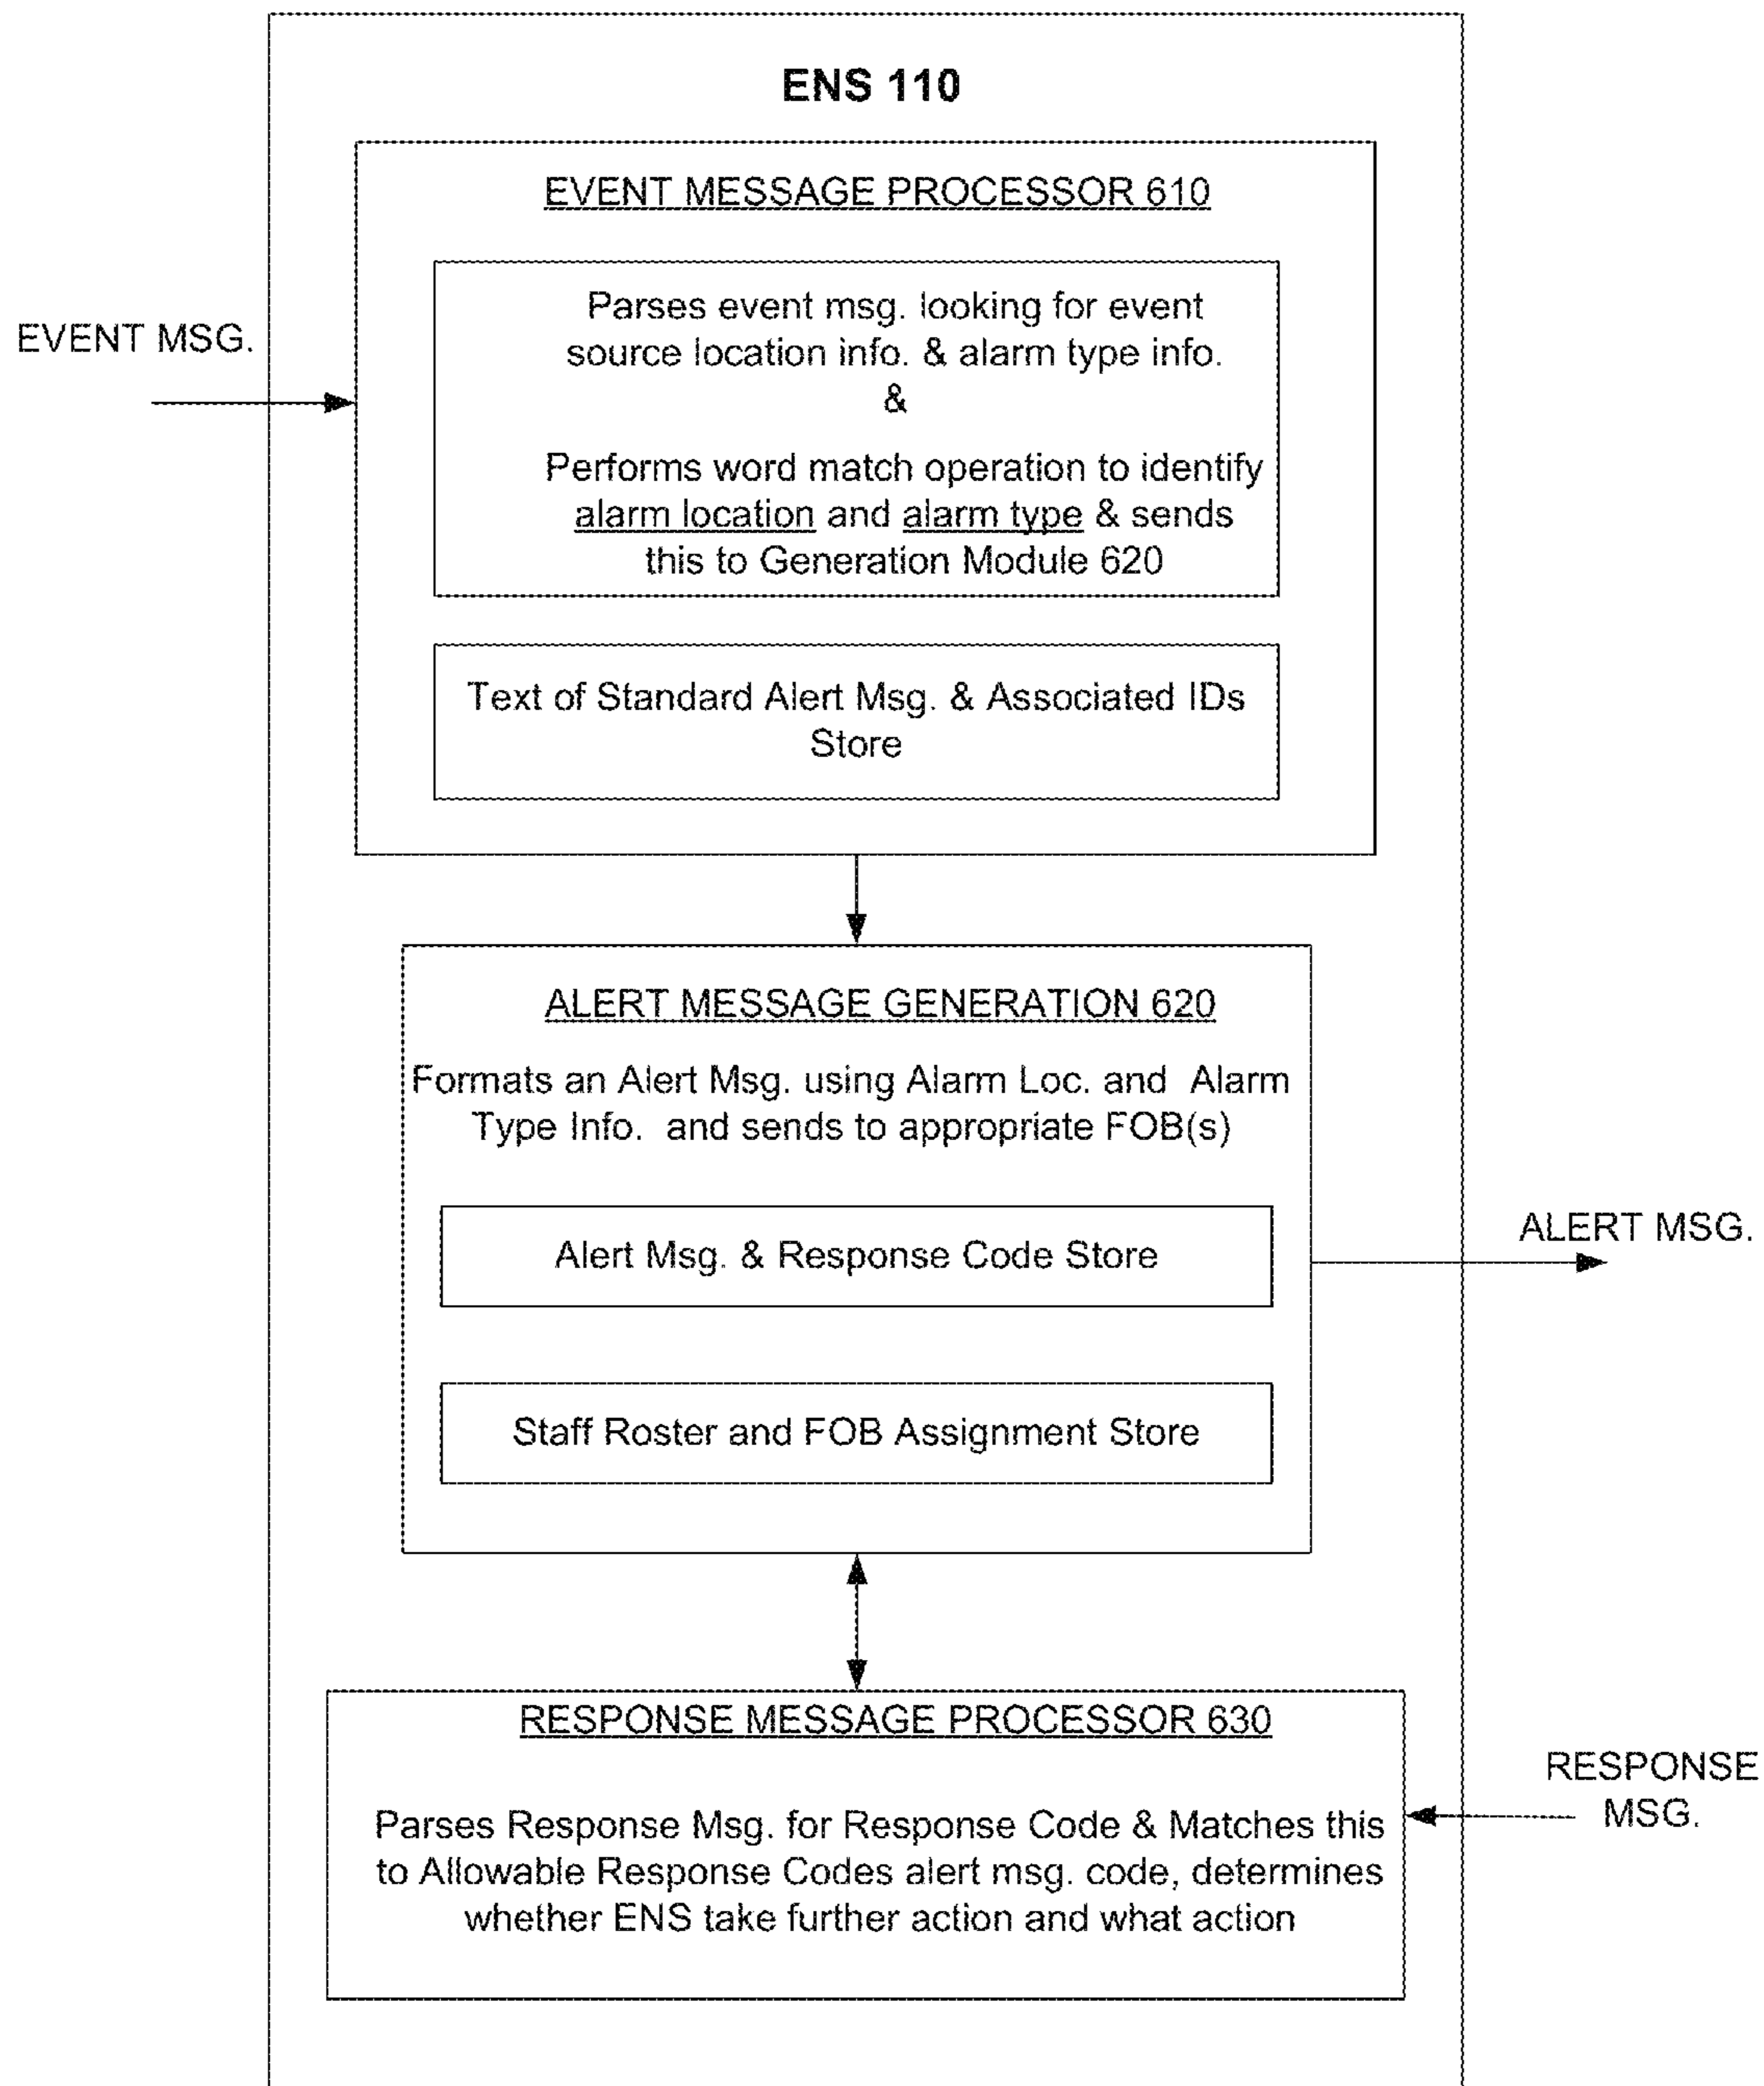 ENS 110
EVENT MESSAGE PROCESSOR 610
EVENT MSG.
Parses event msg. looking for event
source location info. & alarm type info.
&
Performs word match operation to identify
alarm location and alarm type & sends
this to Generation Module 620
Text of Standard Alert Msg. & Associated IDs
Store
ALERT MESSAGE GENERATION 620
Formats an Alert Msg. using Alarm Loc. and Alarm
Type Info. and sends to appropriate FOB(s)
Alert Msg. & Response Code Store
ALERT MSG.
Staff Roster and FOB Assignment Store
RESPONSE MESSAGE PROCESSOR 630
RESPONSE
MSG.
Parses Response Msg. for Response Code & Matches this
to Allowable Response Codes alert msg. code, determines
whether ENS take further action and what action